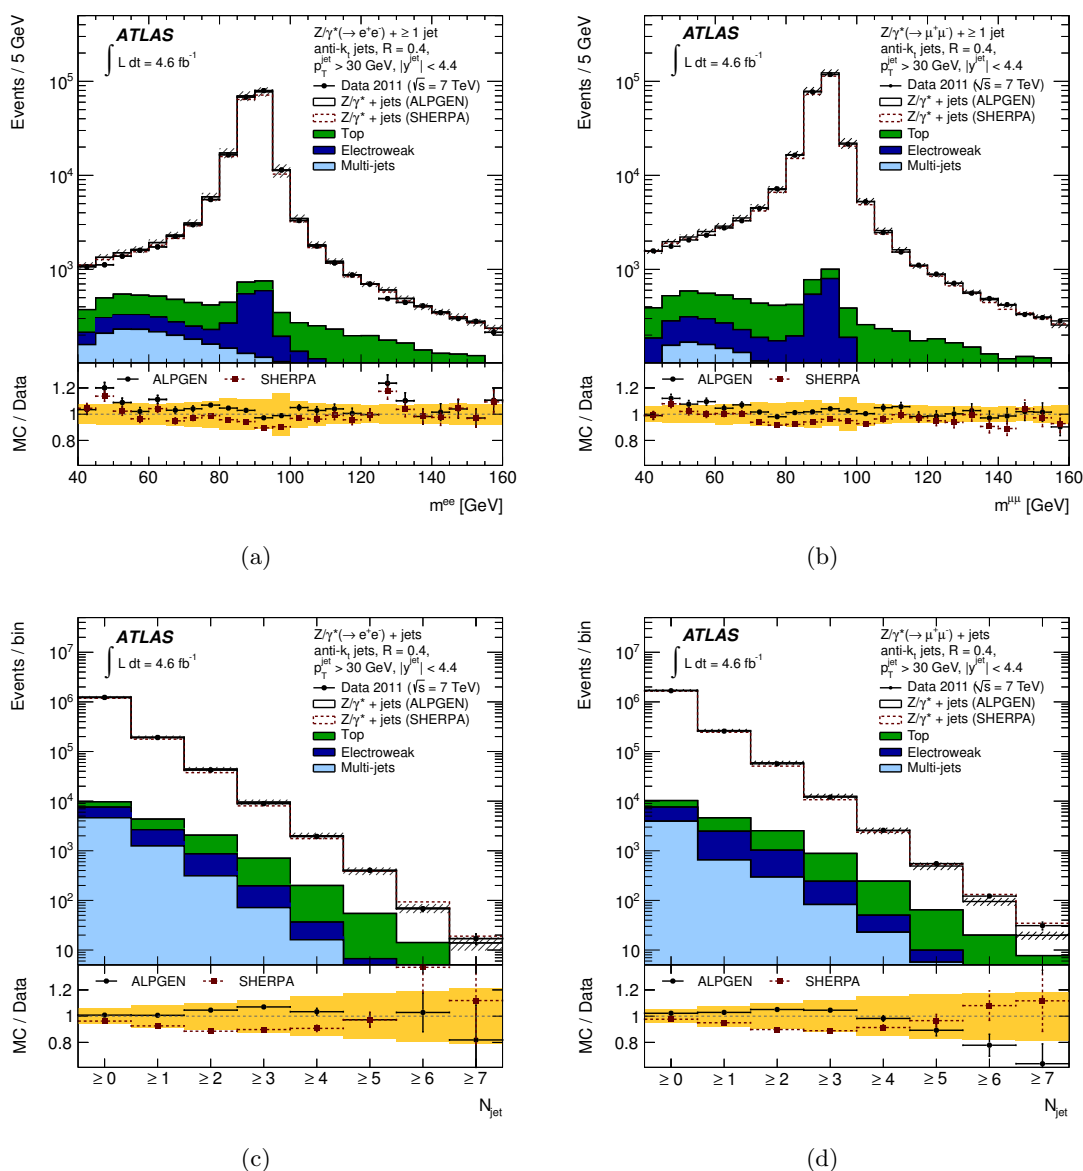 Events / 5 GeV
10⁵
10⁴
10³
ATLAS
∫ L dt = 4.6 fb⁻¹
Z/γ*(→ e⁺e⁻) + ≥ 1 jet
anti-kₜ jets, R = 0.4,
p_T^jet > 30 GeV, |y^jet| < 4.4
Data 2011 (√s = 7 TeV)
Z/γ* + jets (ALPGEN)
Z/γ* + jets (SHERPA)
Top
Electroweak
Multi-jets
MC / Data
1.2
1
0.8
ALPGEN SHERPA
40 60 80 100 120 140 160
m^ee [GeV]
(a)
Events / 5 GeV
10⁵
10⁴
10³
ATLAS
∫ L dt = 4.6 fb⁻¹
Z/γ*(→ μ⁺μ⁻) + ≥ 1 jet
anti-kₜ jets, R = 0.4,
p_T^jet > 30 GeV, |y^jet| < 4.4
Data 2011 (√s = 7 TeV)
Z/γ* + jets (ALPGEN)
Z/γ* + jets (SHERPA)
Top
Electroweak
Multi-jets
MC / Data
1.2
1
0.8
ALPGEN SHERPA
40 60 80 100 120 140 160
m^μμ [GeV]
(b)
Events / bin
10⁷
10⁶
10⁵
10⁴
10³
10²
10
ATLAS
∫ L dt = 4.6 fb⁻¹
Z/γ*(→ e⁺e⁻) + jets
anti-kₜ jets, R = 0.4,
p_T^jet > 30 GeV, |y^jet| < 4.4
Data 2011 (√s = 7 TeV)
Z/γ* + jets (ALPGEN)
Z/γ* + jets (SHERPA)
Top
Electroweak
Multi-jets
MC / Data
1.2
1
0.8
ALPGEN SHERPA
≥ 0 ≥ 1 ≥ 2 ≥ 3 ≥ 4 ≥ 5 ≥ 6 ≥ 7
N_jet
(c)
Events / bin
10⁷
10⁶
10⁵
10⁴
10³
10²
10
ATLAS
∫ L dt = 4.6 fb⁻¹
Z/γ*(→ μ⁺μ⁻) + jets
anti-kₜ jets, R = 0.4,
p_T^jet > 30 GeV, |y^jet| < 4.4
Data 2011 (√s = 7 TeV)
Z/γ* + jets (ALPGEN)
Z/γ* + jets (SHERPA)
Top
Electroweak
Multi-jets
MC / Data
1.2
1
0.8
ALPGEN SHERPA
≥ 0 ≥ 1 ≥ 2 ≥ 3 ≥ 4 ≥ 5 ≥ 6 ≥ 7
N_jet
(d)